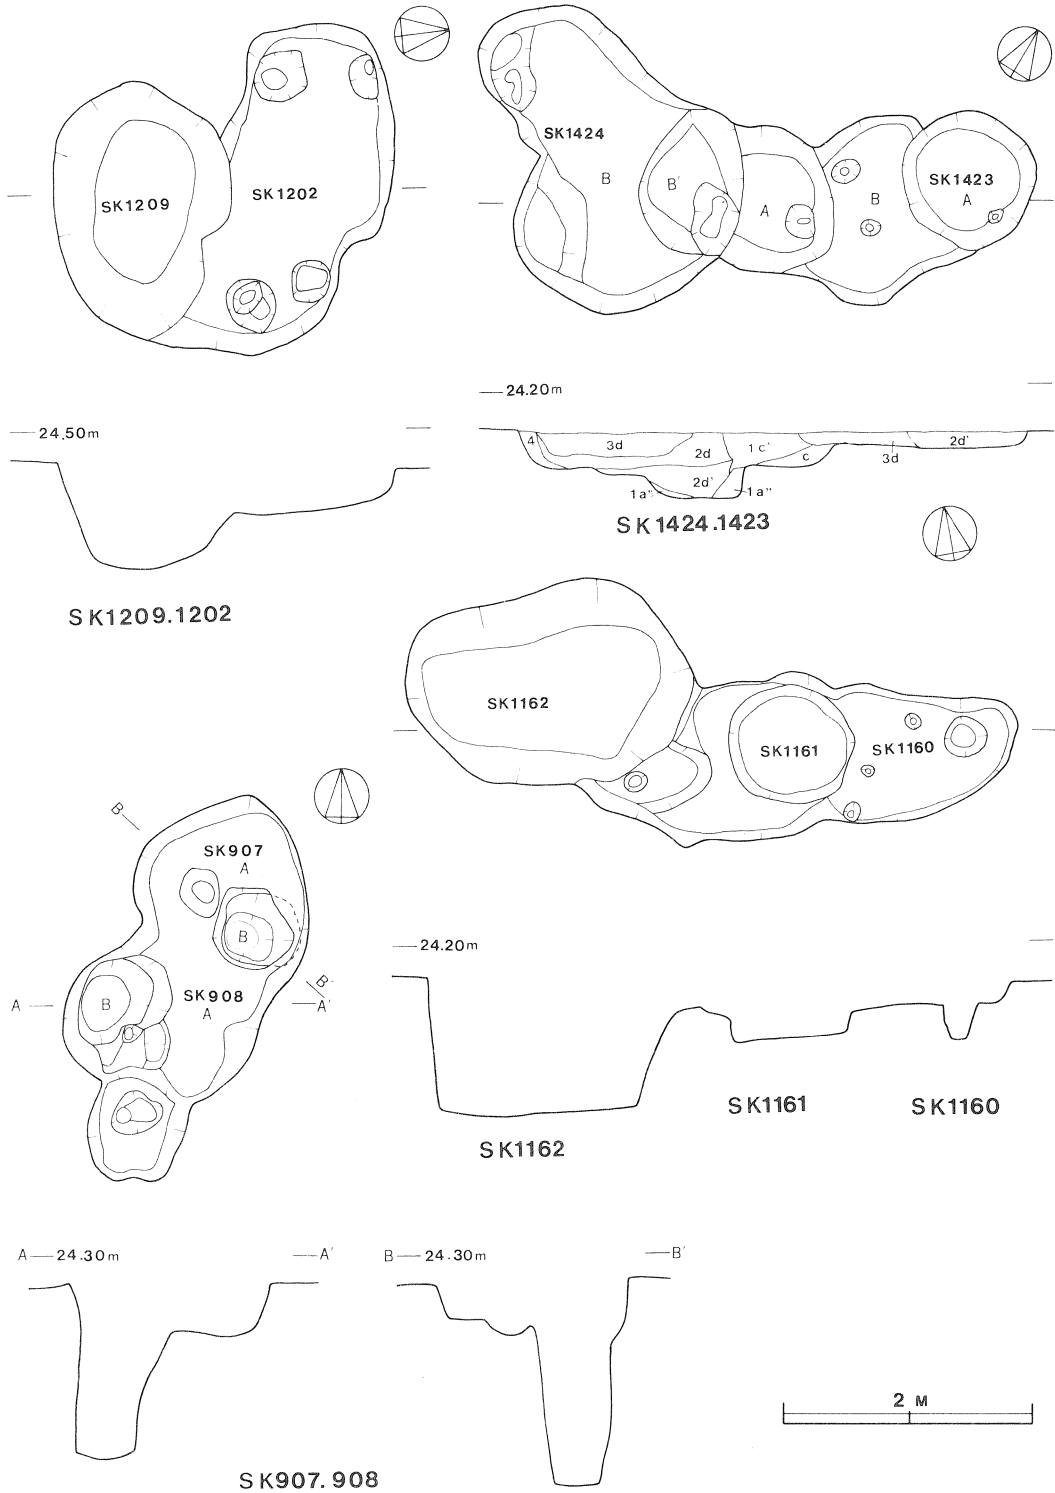 SK1209
SK1202
SK1424
B
B'
A
B
SK1423
A
24.50m
24.20m
4
3d
2d
1c'
c
3d
2d'
2d'
1a"
1a"
SK1424.1423
SK1209.1202
SK1162
SK1161
SK1160
B
SK907
A
B
SK908
A
B
A
B'
A'
24.20m
SK1161
SK1160
SK1162
A 24.30m A'
B 24.30m B'
2 M
SK907.908